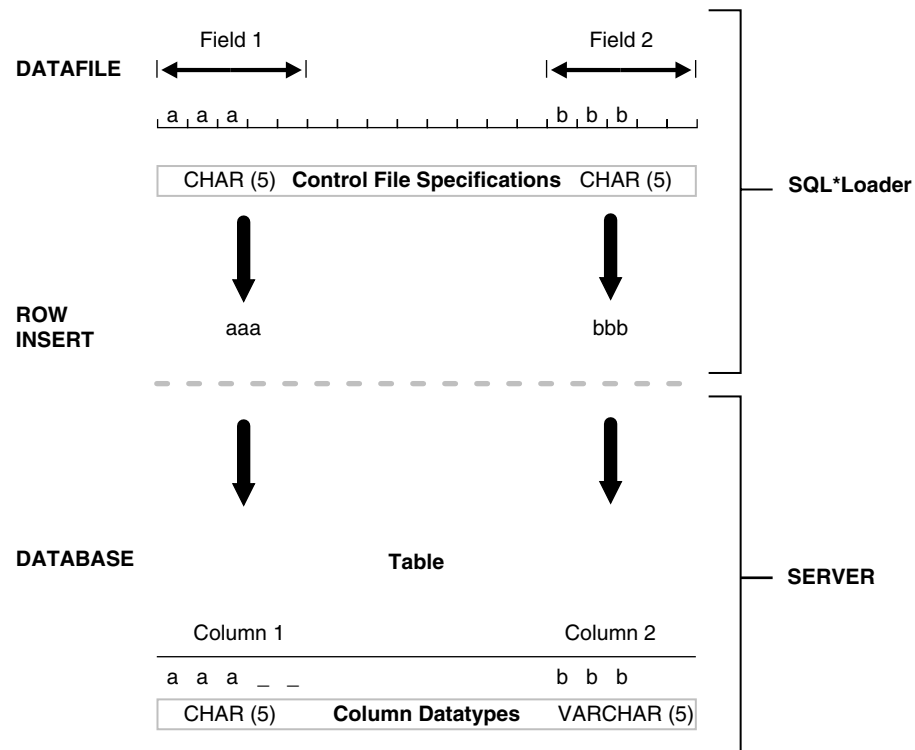 Field 1 Field 2
DATAFILE
a a a b b b
CHAR (5) Control File Specifications CHAR (5)
SQL*Loader
ROW
INSERT
aaa bbb
DATABASE Table
SERVER
Column 1 Column 2
a a a _ _ b b b
CHAR (5) Column Datatypes VARCHAR (5)